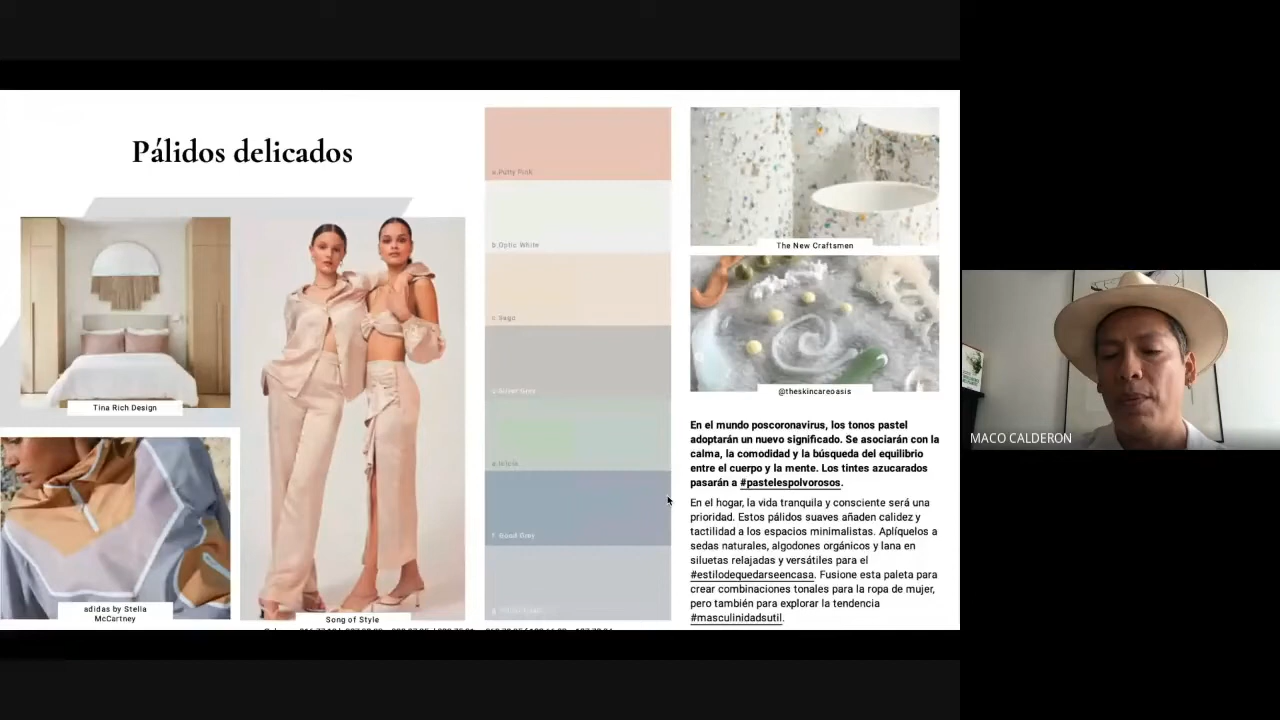 Pálidos delicados
Tina Rich Design
adidas by Stella
McCartney
Song of Style
a. Putty Pink
b. Optic White
c. Sago
The New Craftsmen
@theskincareoasis
En el mundo poscoronavirus, los tonos pastel
adoptarán un nuevo significado. Se asociarán con la
calma, la comodidad y la búsqueda del equilibrio
entre el cuerpo y la mente. Los tintes azucarados
pasarán a #pastelespolvorosos.
En el hogar, la vida tranquila y consciente será una
prioridad. Estos pálidos suaves añaden calidez y
tactilidad a los espacios minimalistas. Aplíquelos a
sedas naturales, algodones orgánicos y lana en
siluetas relajadas y versátiles para el
#estilodequedarseencasa. Fusione esta paleta para
crear combinaciones tonales para la ropa de mujer,
pero también para explorar la tendencia
#masculinidadsutil.
MACO CALDERON